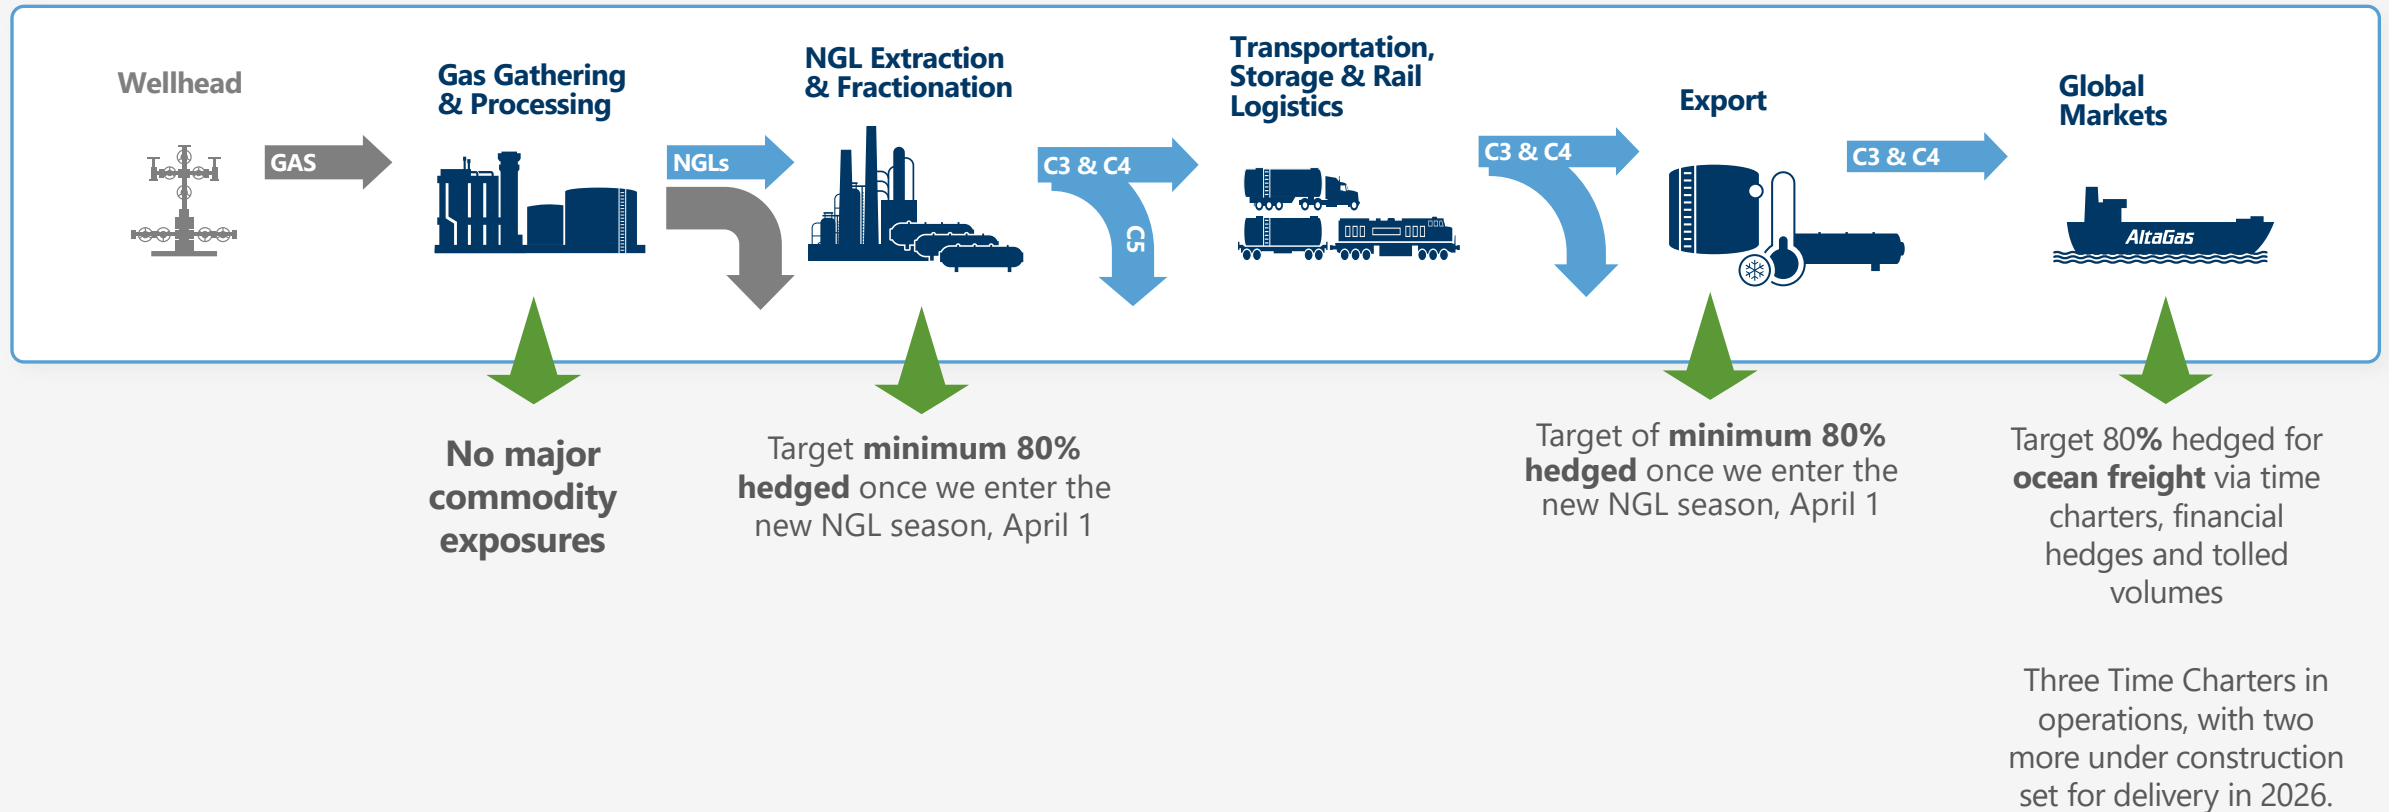 Wellhead
GAS
Gas Gathering
& Processing
NGLs
NGL Extraction
& Fractionation
C3 & C4
C5
Transportation,
Storage & Rail
Logistics
C3 & C4
Export
C3 & C4
Global
Markets
AltaGas
No major
commodity
exposures
Target minimum 80%
hedged once we enter the
new NGL season, April 1
Target of minimum 80%
hedged once we enter the
new NGL season, April 1
Target 80% hedged for
ocean freight via time
charters, financial
hedges and tolled
volumes
Three Time Charters in
operations, with two
more under construction
set for delivery in 2026.